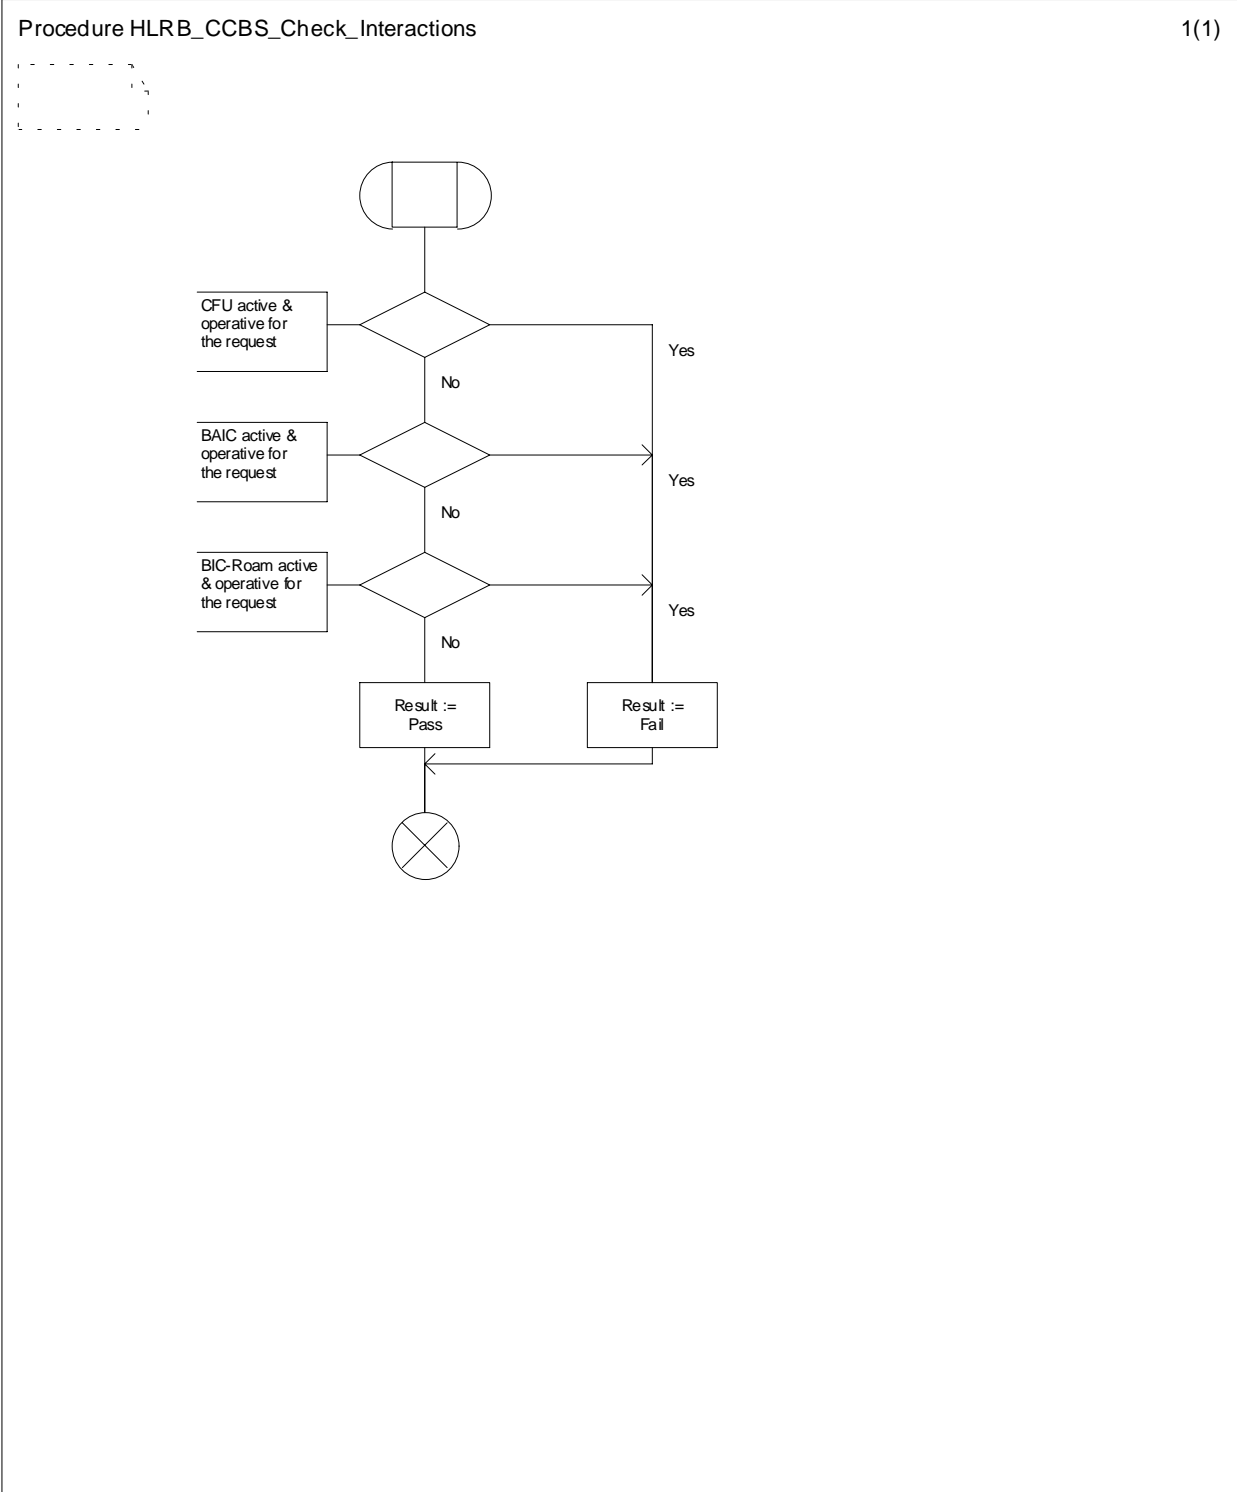 Procedure HLRB_CCBS_Check_Interactions
1(1)
CFU active &
operative for
the request
Yes
No
BAIC active &
operative for
the request
Yes
No
BIC-Roam active
& operative for
the request
Yes
No
Result :=
Pass
Result :=
Fail